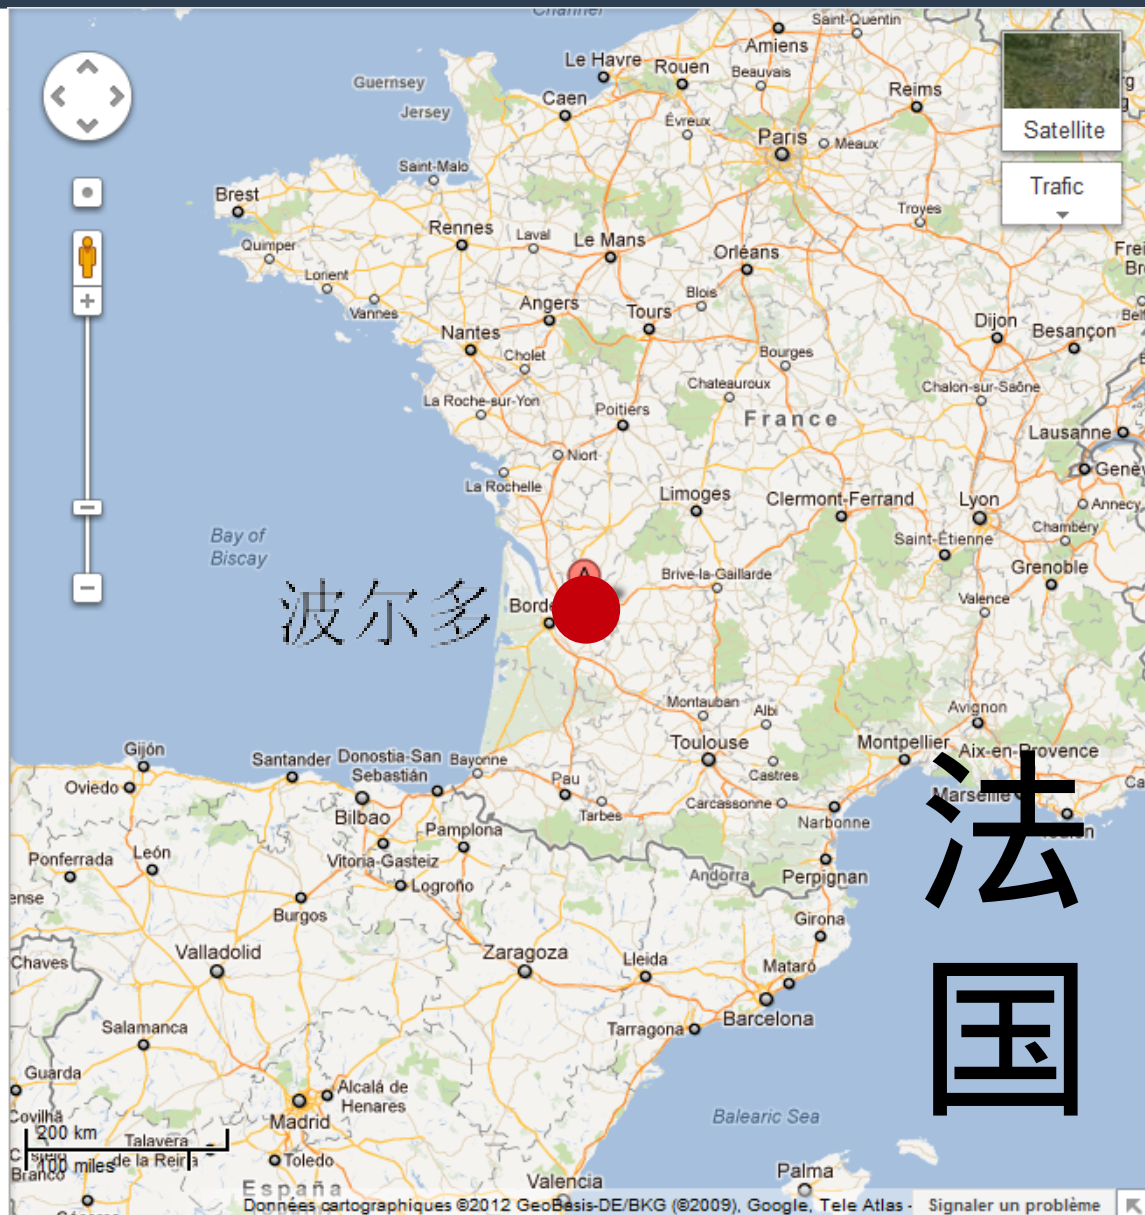 Channel
Saint-Quentin
Amiens
Le Havre
Rouen
Beauvais
Guernsey
Reims
Caen
Jersey
Évreux
Satellite
Paris
Meaux
Saint-Malo
Trafic
Brest
Troyes
Rennes
Laval
Le Mans
Quimper
Orléans
Lorient
Blois
Angers
Vannes
Tours
Dijon
Nantes
Besançon
Cholet
Bourges
Chateauroux
Chalon-sur-Saône
La Roche-sur-Yon
Poitiers
France
Lausanne
Niort
La Rochelle
Limoges
Clermont-Ferrand
Lyon
Annecy
Chambéry
Bay of
Biscay
Saint-Étienne
Grenoble
Brive-la-Gaillarde
Valence
波尔多
Montauban
Albi
Avignon
Toulouse
Montpellier
Aix-en-Provence
Gijón
Santander
Donostia-San
Sebastián
Bayonne
Castres
Pau
Oviedo
Marseille
Carcassonne
Tarbes
Bilbao
Narbonne
Pamplona
法
国
León
Ponferrada
Vitoria-Gasteiz
Andorra
Perpignan
Logroño
Burgos
Girona
Valladolid
Zaragoza
Lleida
Chaves
Mataró
Barcelona
Salamanca
Tarragona
Guarda
Alcalá de
Henares
Balearic Sea
Madrid
200 km
100 miles
Talavera
de la Reina
Toledo
Palma
Valencia
España
Données cartographiques ©2012 GeoBasis-DE/BKG (©2009), Google, Tele Atlas -
Signaler un problème